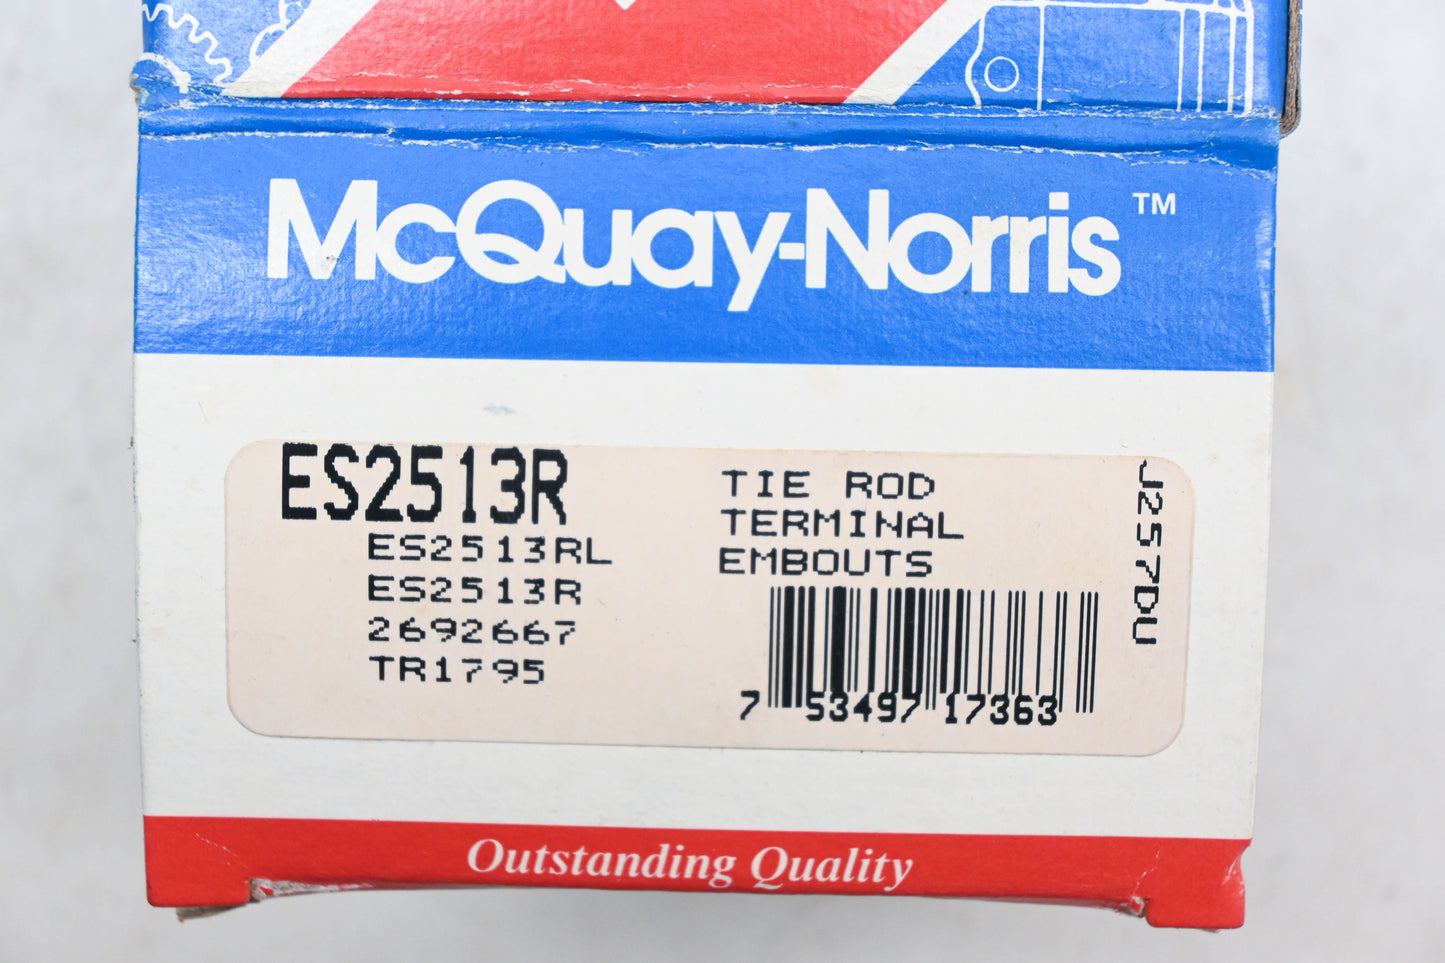 McQuay-Norris™
ES2513R
ES2513RL
ES2513R
2692667
TR1795
TIE ROD
TERMINAL
EMBOUTS
7 53497 17363
J257DU
Outstanding Quality